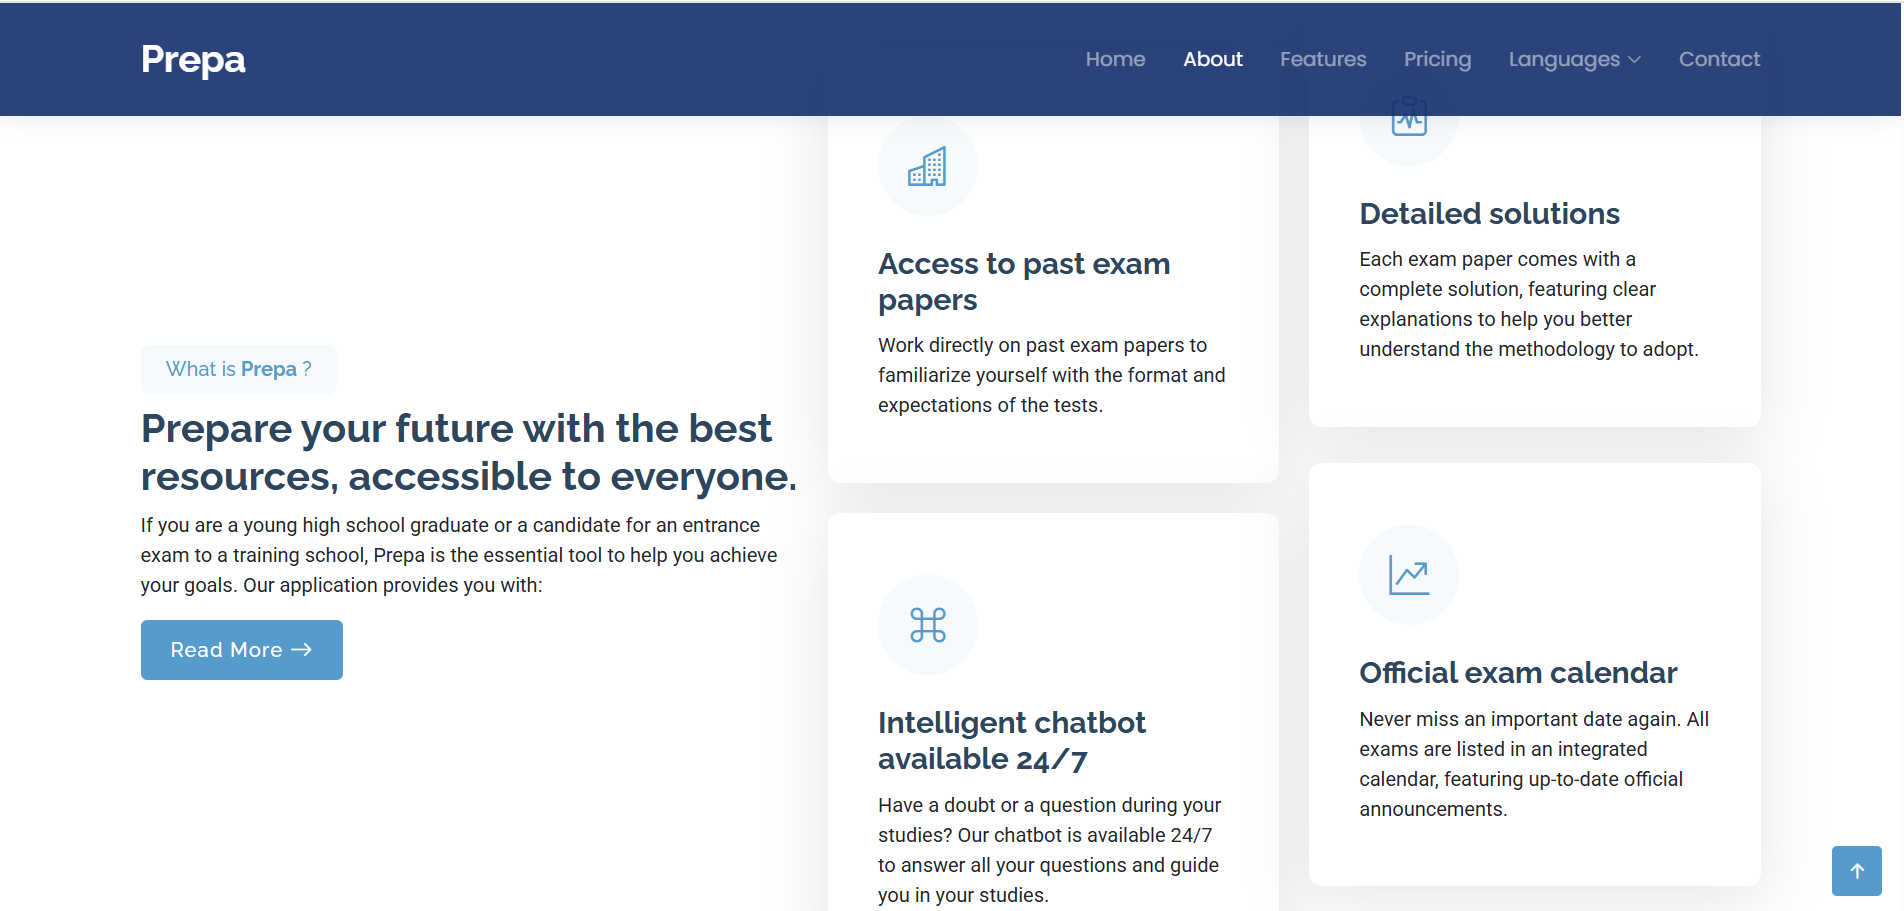 Prepa
Home About Features Pricing Languages Contact
What is Prepa ?
Prepare your future with the best
resources, accessible to everyone.
If you are a young high school graduate or a candidate for an entrance
exam to a training school, Prepa is the essential tool to help you achieve
your goals. Our application provides you with:
Read More
Access to past exam
papers
Work directly on past exam papers to
familiarize yourself with the format and
expectations of the tests.
Detailed solutions
Each exam paper comes with a
complete solution, featuring clear
explanations to help you better
understand the methodology to adopt.
Intelligent chatbot
available 24/7
Have a doubt or a question during your
studies? Our chatbot is available 24/7
to answer all your questions and guide
you in your studies.
Official exam calendar
Never miss an important date again. All
exams are listed in an integrated
calendar, featuring up-to-date official
announcements.